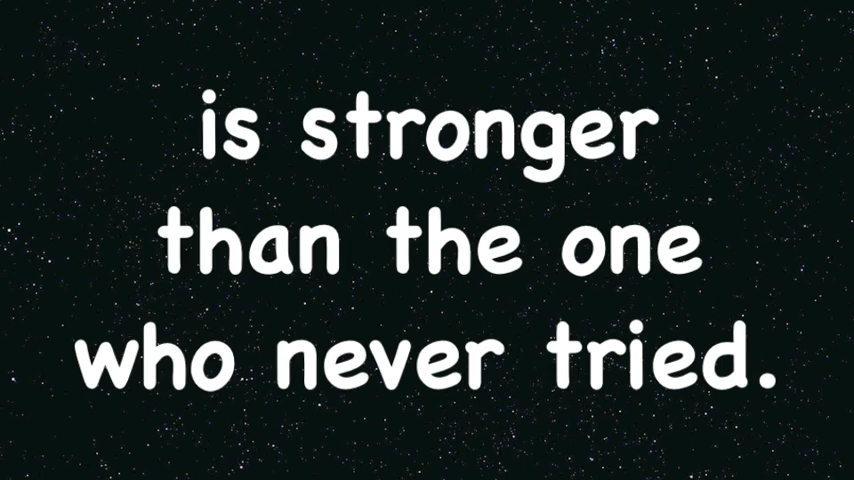 is stronger
than the one
who never tried.